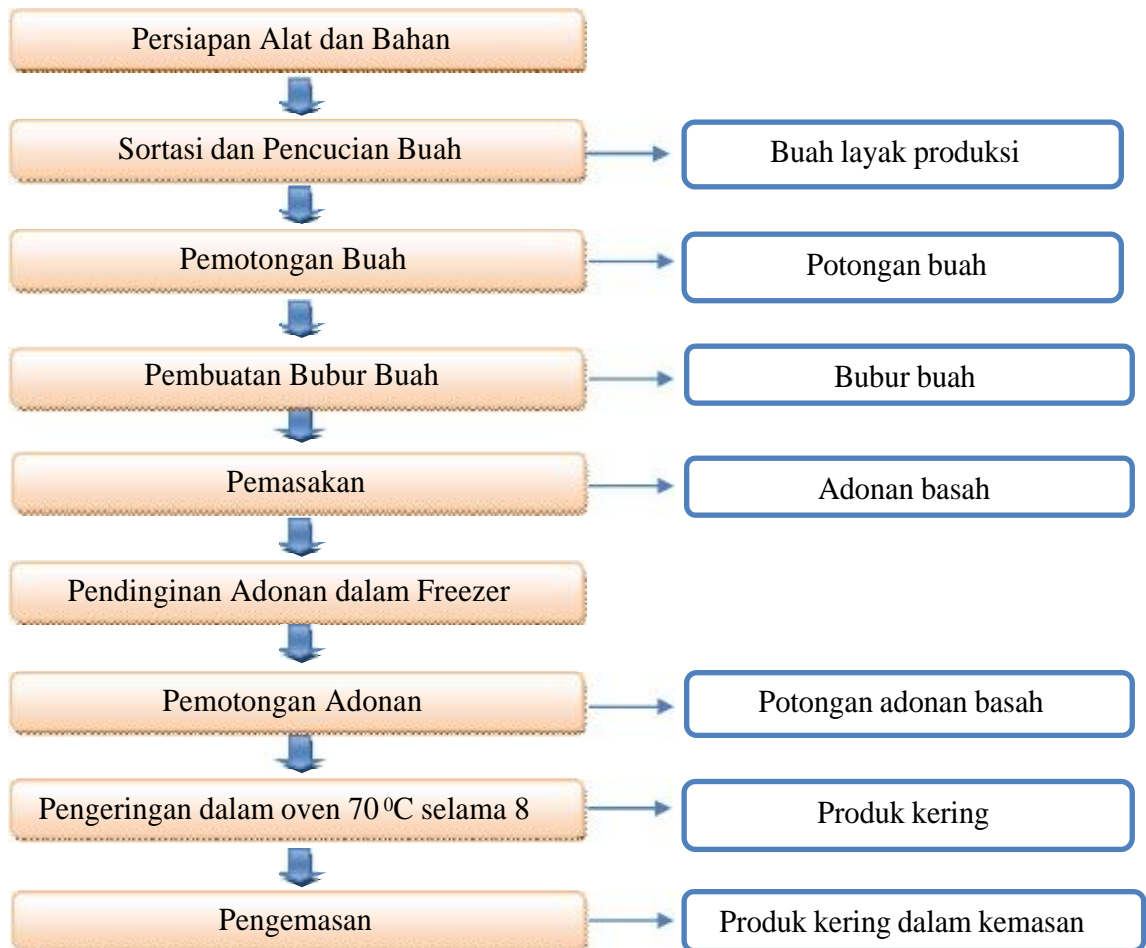 Persiapan Alat dan Bahan
Sortasi dan Pencucian Buah
Buah layak produksi
Pemotongan Buah
Potongan buah
Pembuatan Bubur Buah
Bubur buah
Pemasakan
Adonan basah
Pendinginan Adonan dalam Freezer
Pemotongan Adonan
Potongan adonan basah
Pengeringan dalam oven 70 ⁰C selama 8
Produk kering
Pengemasan
Produk kering dalam kemasan